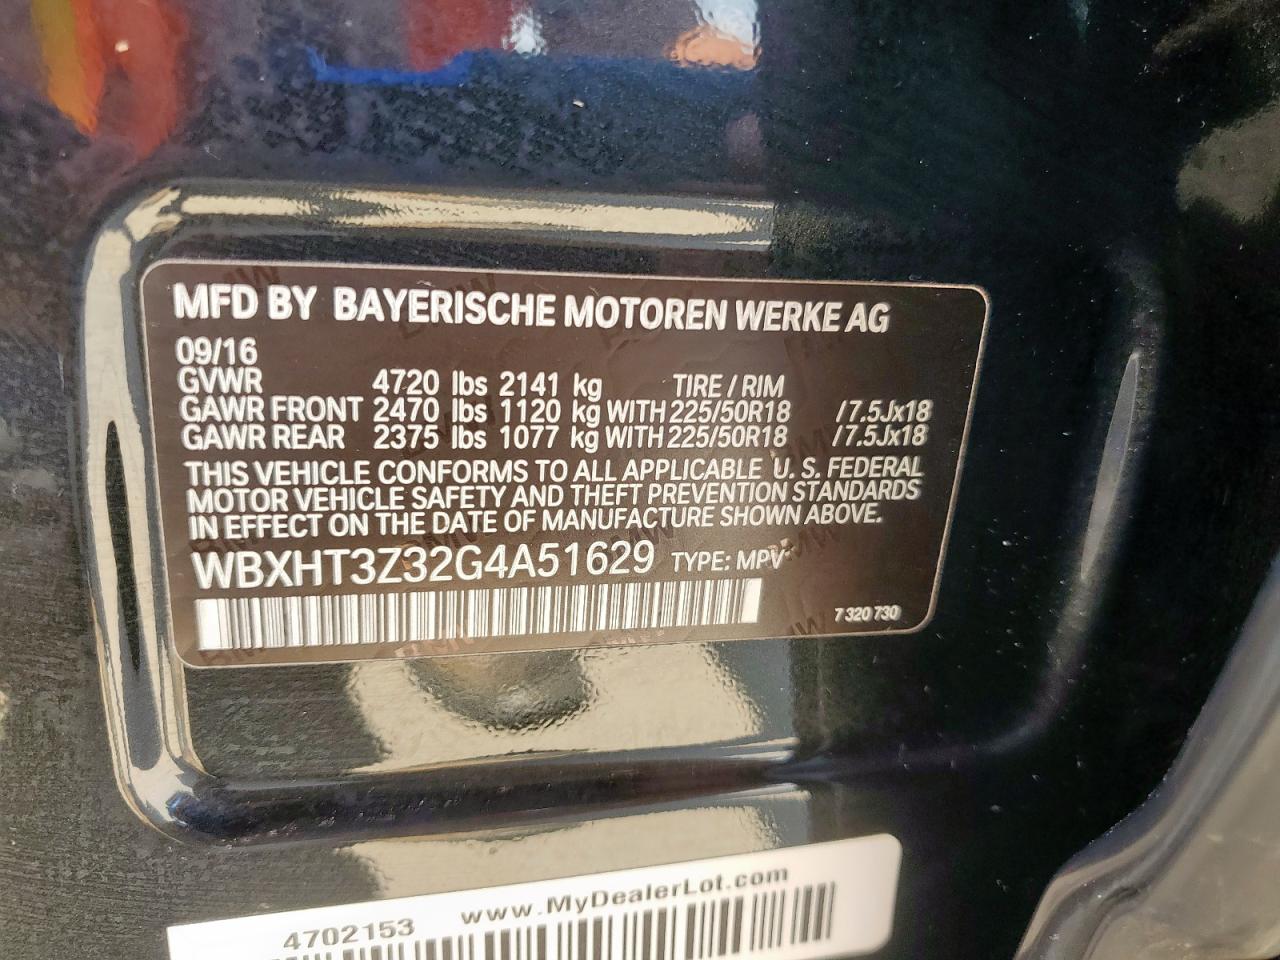 MFD BY BAYERISCHE MOTOREN WERKE AG
09/16
GVWR 4720 lbs 2141 kg TIRE / RIM
GAWR FRONT 2470 lbs 1120 kg WITH 225/50R18 /7.5Jx18
GAWR REAR 2375 lbs 1077 kg WITH 225/50R18 /7.5Jx18
THIS VEHICLE CONFORMS TO ALL APPLICABLE U. S. FEDERAL
MOTOR VEHICLE SAFETY AND THEFT PREVENTION STANDARDS
IN EFFECT ON THE DATE OF MANUFACTURE SHOWN ABOVE.
WBXHT3Z32G4A51629 TYPE: MPV
7 320 730
4702153 www.MyDealerLot.com